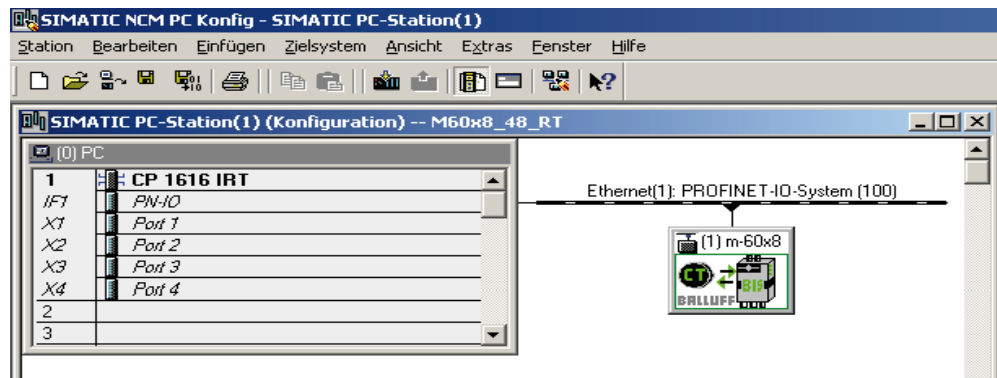 SIMATIC NCM PC Konfig - SIMATIC PC-Station(1)
Station Bearbeiten Einfügen Zielsystem Ansicht Extras Fenster Hilfe
SIMATIC PC-Station(1) (Konfiguration) -- M60x8_48_RT
(0) PC
1 CP 1616 IRT
IF1 PN-IO
X1 Port 1
X2 Port 2
X3 Port 3
X4 Port 4
2
3
Ethernet(1): PROFINET-IO-System (100)
(1) m-60x8
BIS
BALLUFF